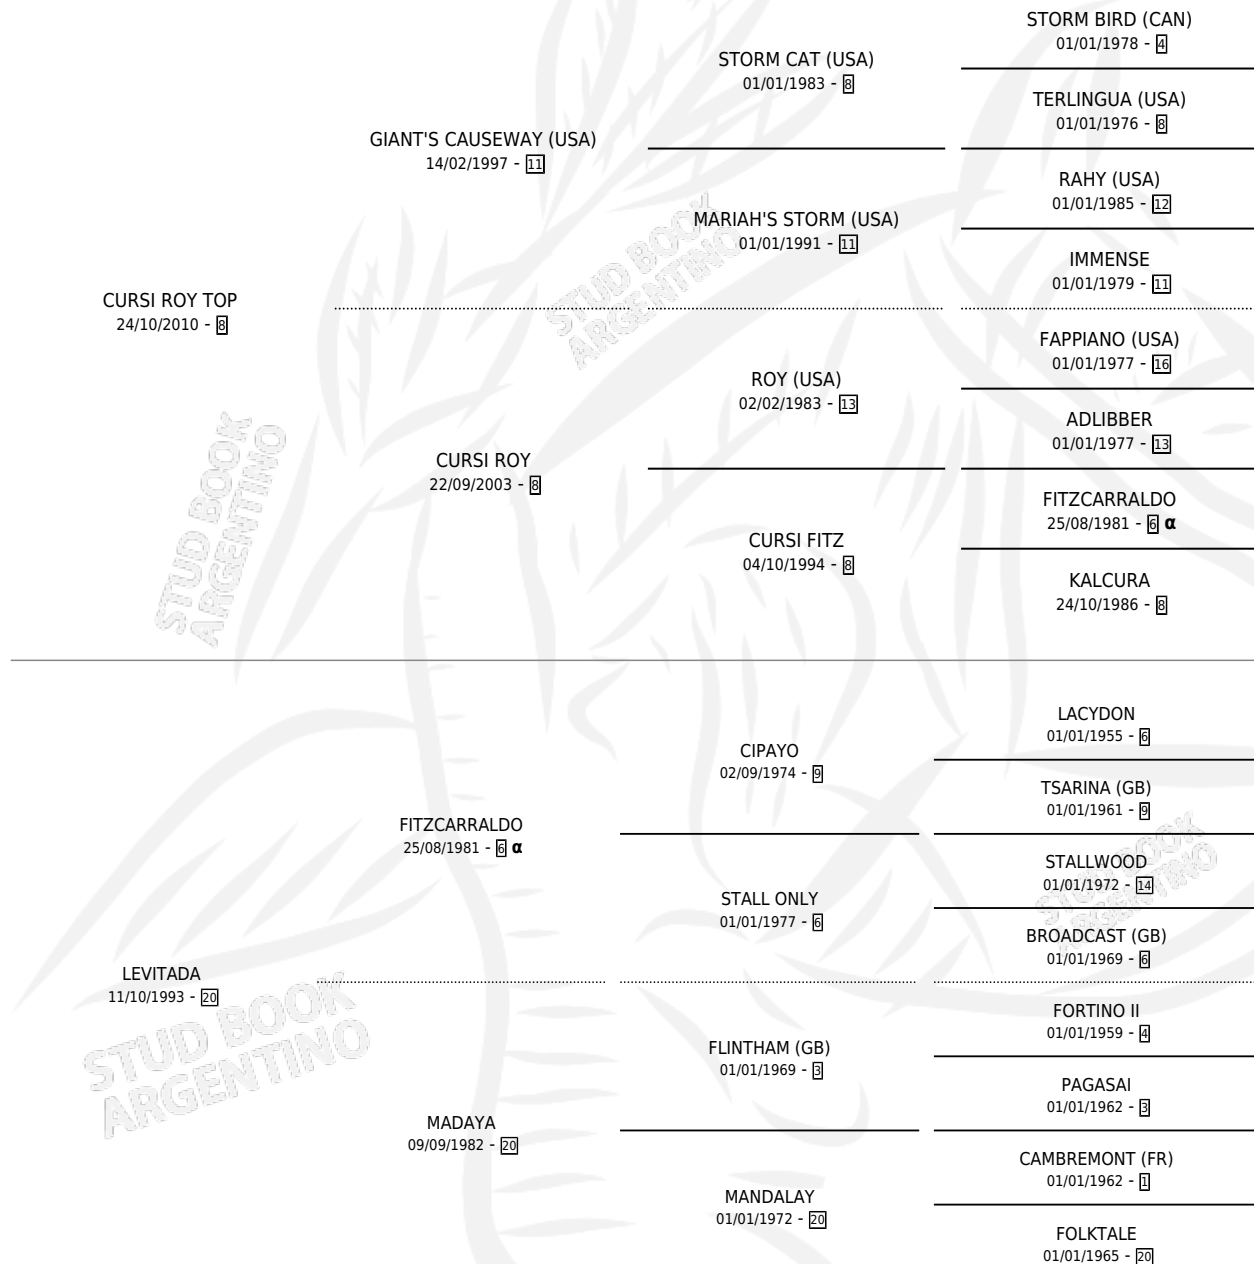 STORM BIRD (CAN)
01/01/1978 - 4
STORM CAT (USA)
01/01/1983 - 8
TERLINGUA (USA)
01/01/1976 - 8
GIANT'S CAUSEWAY (USA)
14/02/1997 - 11
RAHY (USA)
01/01/1985 - 12
MARIAH'S STORM (USA)
01/01/1991 - 11
IMMENSE
01/01/1979 - 11
CURSI ROY TOP
24/10/2010 - 8
FAPPIANO (USA)
01/01/1977 - 16
ROY (USA)
02/02/1983 - 13
ADLIBBER
01/01/1977 - 13
CURSI ROY
22/09/2003 - 8
FITZCARRALDO
25/08/1981 - 6 α
CURSI FITZ
04/10/1994 - 8
KALCURA
24/10/1986 - 8
LACYDON
01/01/1955 - 6
CIPAYO
02/09/1974 - 9
TSARINA (GB)
01/01/1961 - 9
FITZCARRALDO
25/08/1981 - 6 α
STALLWOOD
01/01/1972 - 14
STALL ONLY
01/01/1977 - 6
BROADCAST (GB)
01/01/1969 - 6
LEVITADA
11/10/1993 - 20
FORTINO II
01/01/1959 - 4
FLINTHAM (GB)
01/01/1969 - 3
PAGASAI
01/01/1962 - 3
MADAYA
09/09/1982 - 20
CAMBREMONT (FR)
01/01/1962 - 1
MANDALAY
01/01/1972 - 20
FOLKTALE
01/01/1965 - 20
STUD BOOK
ARGENTINO
STUD BOOK
ARGENTINO
STUD BOOK
ARGENTINO
STUD BOOK
ARGENTINO